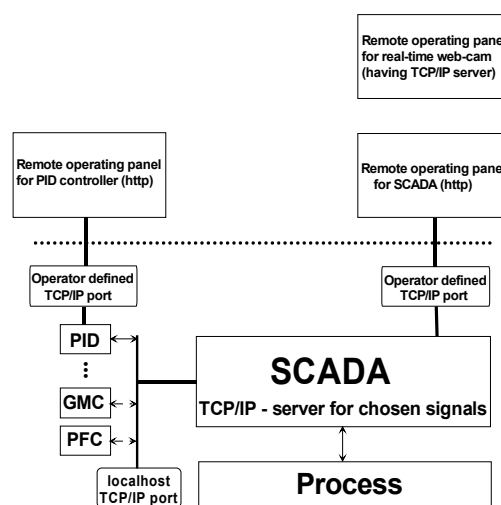 Remote operating pane
for real-time web-cam
(having TCP/IP server)
Remote operating panel
for PID controller (http)
Remote operating pane
for SCADA (http)
Operator defined
TCP/IP port
Operator defined
TCP/IP port
PID
GMC
PFC
SCADA
TCP/IP - server for chosen signals
localhost
TCP/IP port
Process